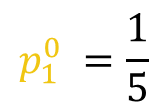 p₁⁰ = 1/5